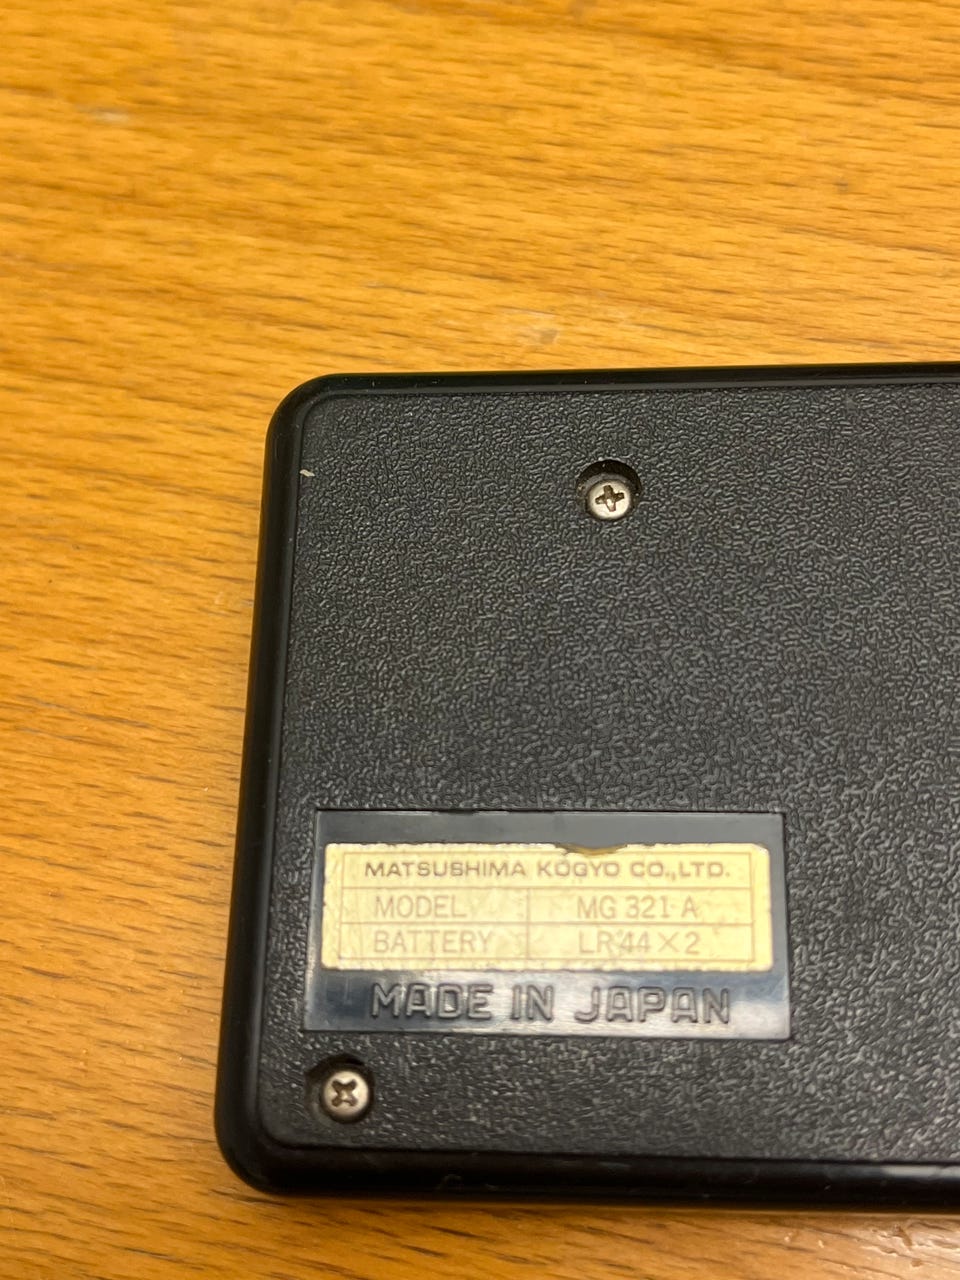 MATSUSHIMA KOGYO CO.,LTD.
MODEL MG 321 A
BATTERY LR44×2
MADE IN JAPAN